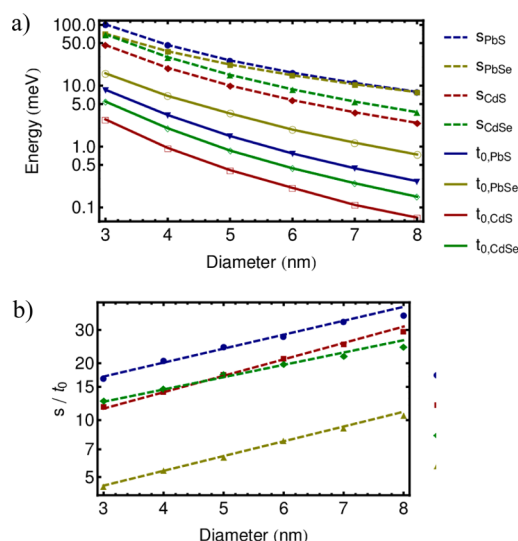 a)
100.0
50.0
10.0
5.0
1.0
0.5
0.1
Energy (meV)
3 4 5 6 7 8
Diameter (nm)
sPbS
sPbSe
sCdS
sCdSe
t0,PbS
t0,PbSe
t0,CdS
t0,CdSe
b)
30
20
15
10
7
5
s / t0
3 4 5 6 7 8
Diameter (nm)